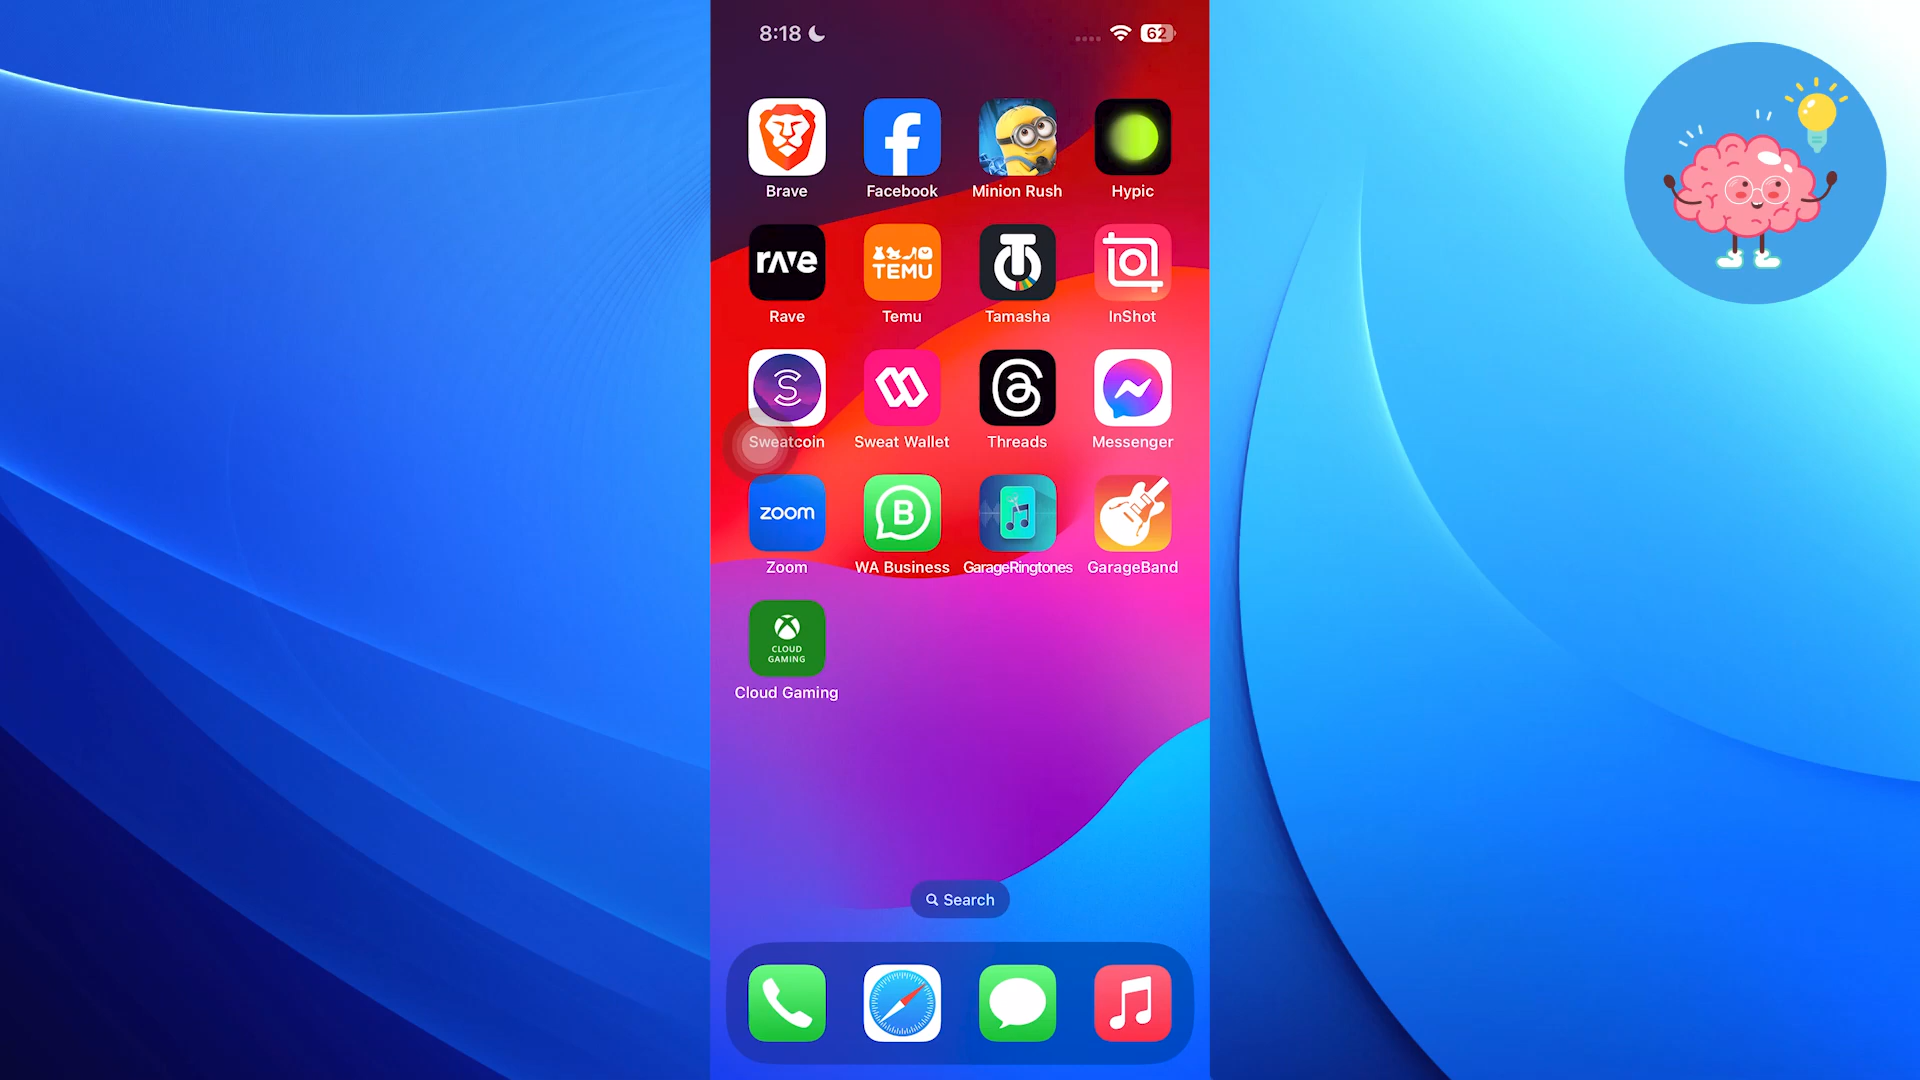 8:18
62
Brave
Facebook
Minion Rush
Hypic
rave
TEMU
Rave
Temu
Tamasha
InShot
Sweatcoin
Sweat Wallet
Threads
Messenger
zoom
B
Zoom
WA Business
GarageRingtones
GarageBand
CLOUD
GAMING
Cloud Gaming
Search